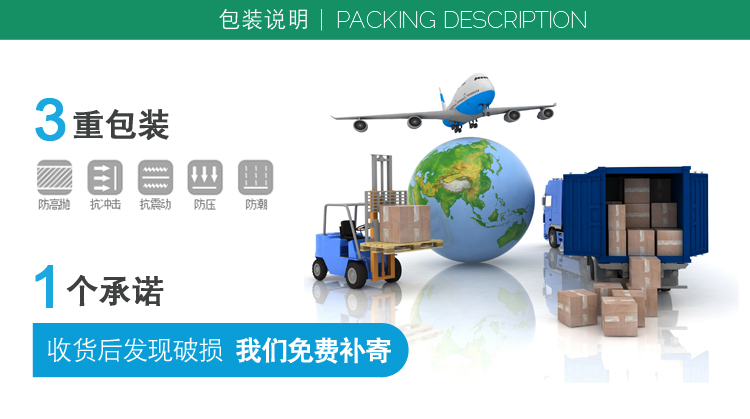 包装说明 | PACKING DESCRIPTION
3重包装
防高抛 抗冲击 抗震动 防压 防潮
1个承诺
收货后发现破损 我们免费补寄